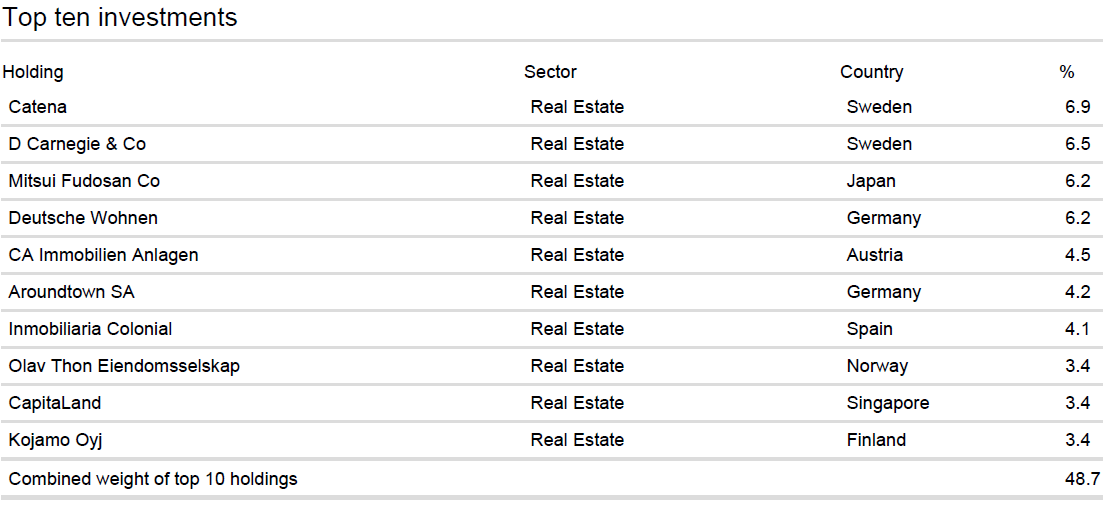 Top ten investments
Holding Sector Country %
Catena Real Estate Sweden 6.9
D Carnegie & Co Real Estate Sweden 6.5
Mitsui Fudosan Co Real Estate Japan 6.2
Deutsche Wohnen Real Estate Germany 6.2
CA Immobilien Anlagen Real Estate Austria 4.5
Aroundtown SA Real Estate Germany 4.2
Inmobiliaria Colonial Real Estate Spain 4.1
Olav Thon Eiendomsselskap Real Estate Norway 3.4
CapitaLand Real Estate Singapore 3.4
Kojamo Oyj Real Estate Finland 3.4
Combined weight of top 10 holdings 48.7